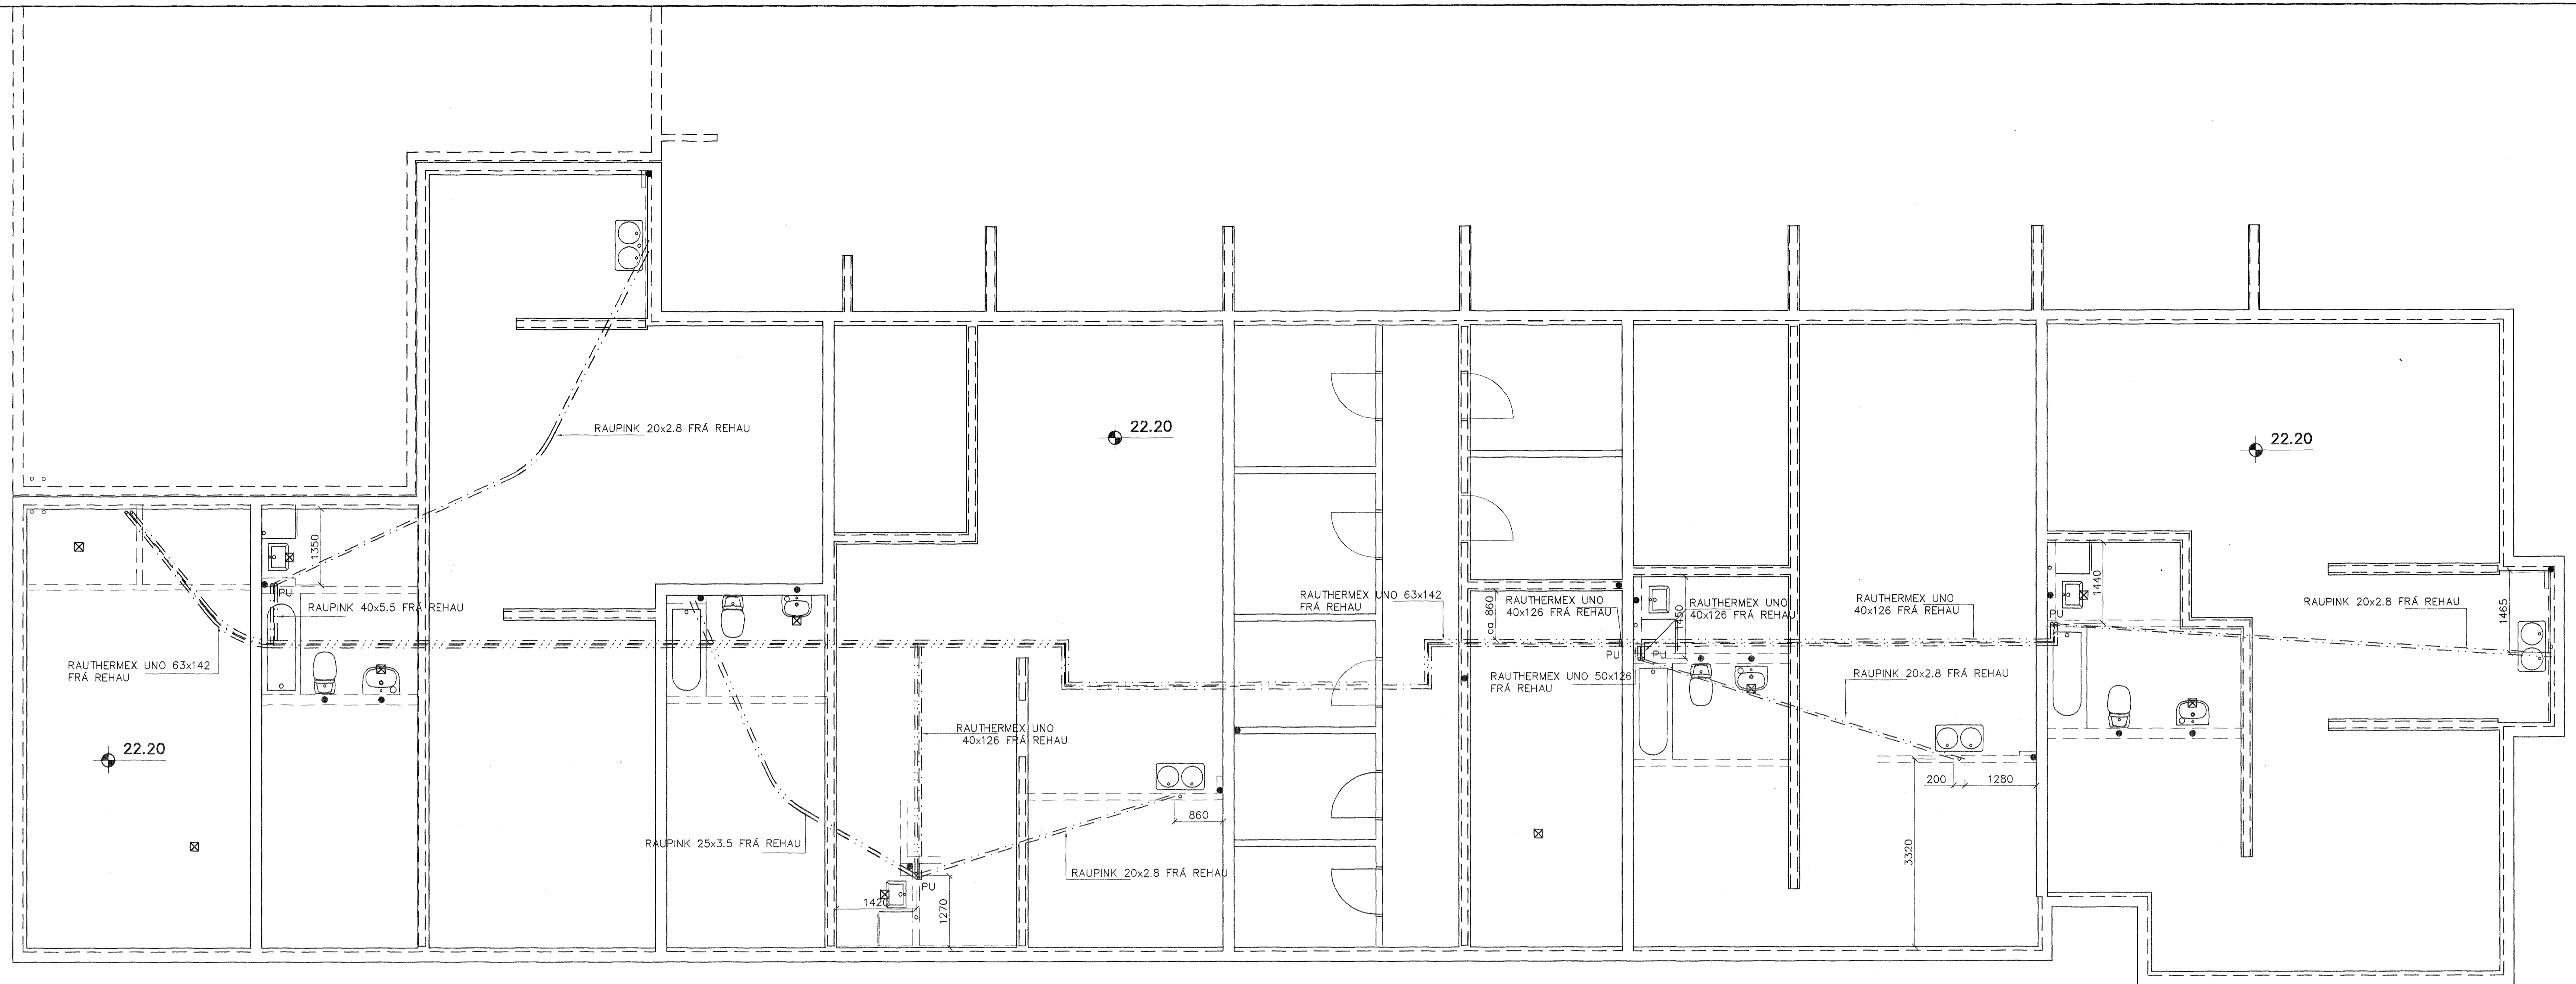 RAUPINK 20x2.8 FRÁ REHAU
22.20
22.20
1350
PU
RAUPINK 40x5.5 FRÁ REHAU
RAUTHERMEX UNO 63x142
FRÁ REHAU
22.20
RAUTHERMEX UNO
40x126 FRÁ REHAU
RAUPINK 25x3.5 FRÁ REHAU
860
RAUPINK 20x2.8 FRÁ REHAU
PU
1420
1270
RAUTHERMEX UNO 63x142
FRÁ REHAU
ca 860
RAUTHERMEX UNO
40x126 FRÁ REHAU
1450
RAUTHERMEX UNO
40x126 FRÁ REHAU
PU
PU
RAUTHERMEX UNO 50x126
FRÁ REHAU
RAUTHERMEX UNO
40x126 FRÁ REHAU
RAUPINK 20x2.8 FRÁ REHAU
200
1280
3320
1440
PU
RAUPINK 20x2.8 FRÁ REHAU
1465